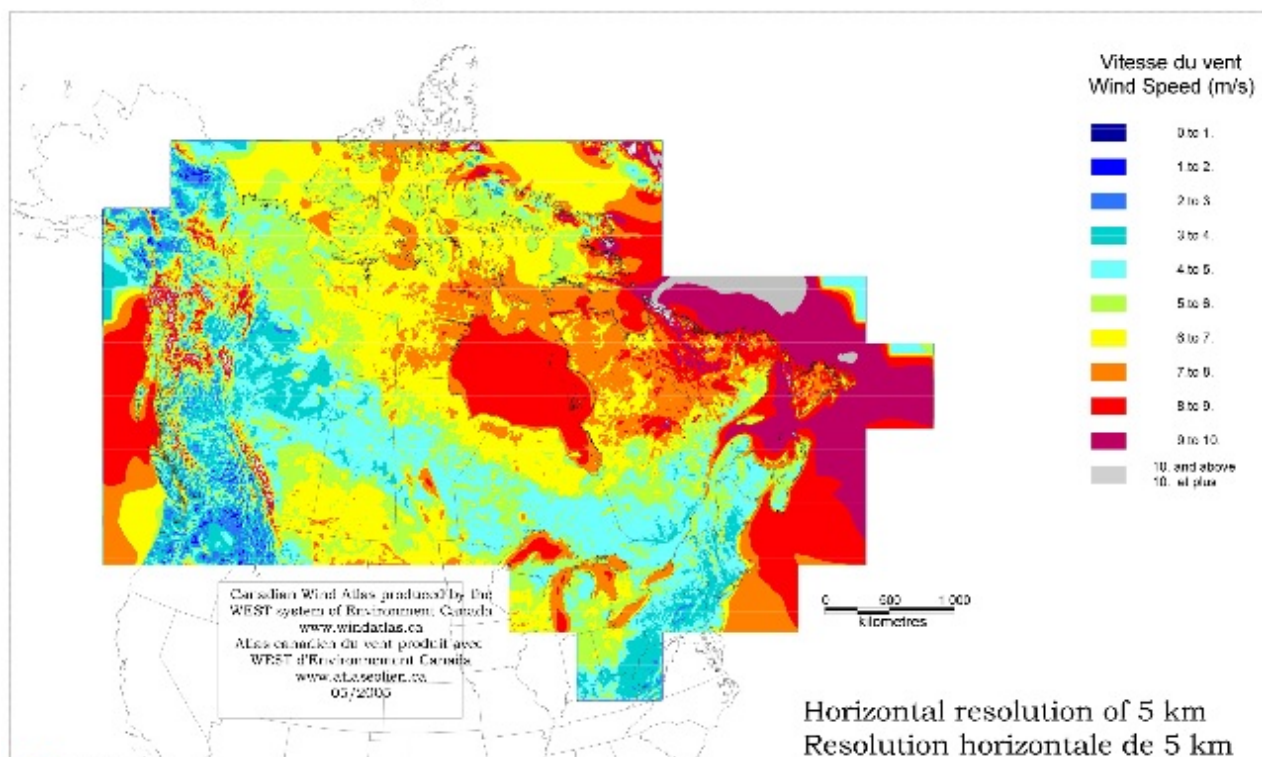 Vitesse du vent
Wind Speed (m/s)
0 to 1.
1 to 2.
2 to 3.
3 to 4.
4 to 5.
5 to 6.
6 to 7.
7 to 8.
8 to 9.
9 to 10.
10. and above
10. et plus
Canadian Wind Atlas produced by the
WEST system of Environment Canada
www.windatlas.ca
Atlas canadien du vent produit avec
WEST d'Environnement Canada
www.atlaseolien.ca
05/2005
0 500 1 000
kilometres
Horizontal resolution of 5 km
Resolution horizontale de 5 km